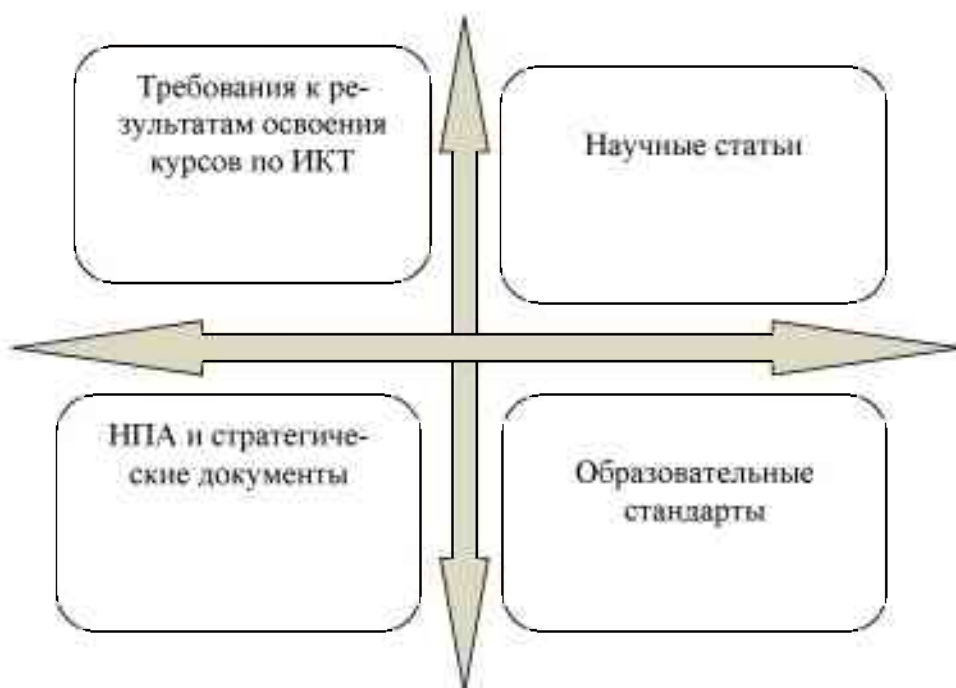 Требования к ре-
зультатам освоения
курсов по ИКТ
Научные статьи
НПА и стратегиче-
ские документы
Образовательные
стандарты